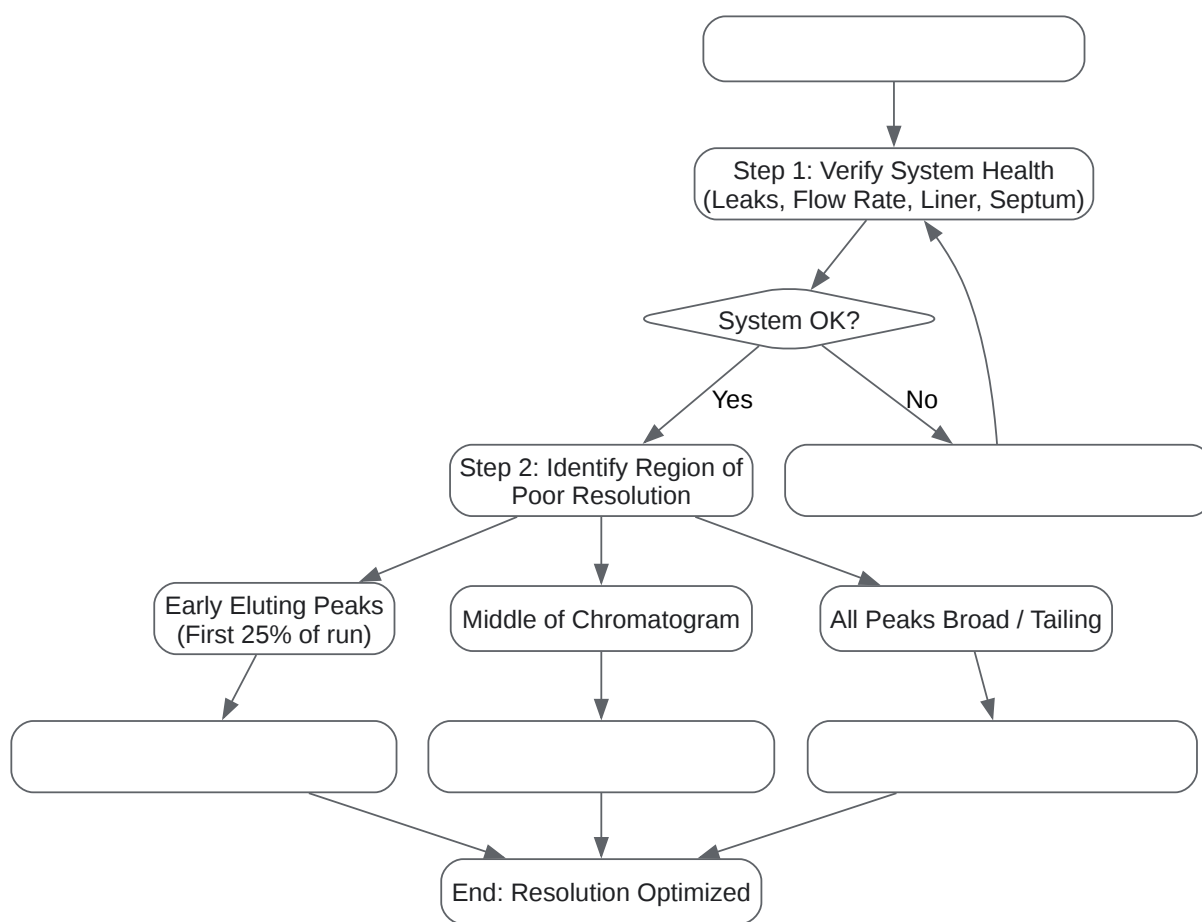 Step 1: Verify System Health
(Leaks, Flow Rate, Liner, Septum)
System OK?
Yes
No
Step 2: Identify Region of
Poor Resolution
Early Eluting Peaks
(First 25% of run)
Middle of Chromatogram
All Peaks Broad / Tailing
End: Resolution Optimized